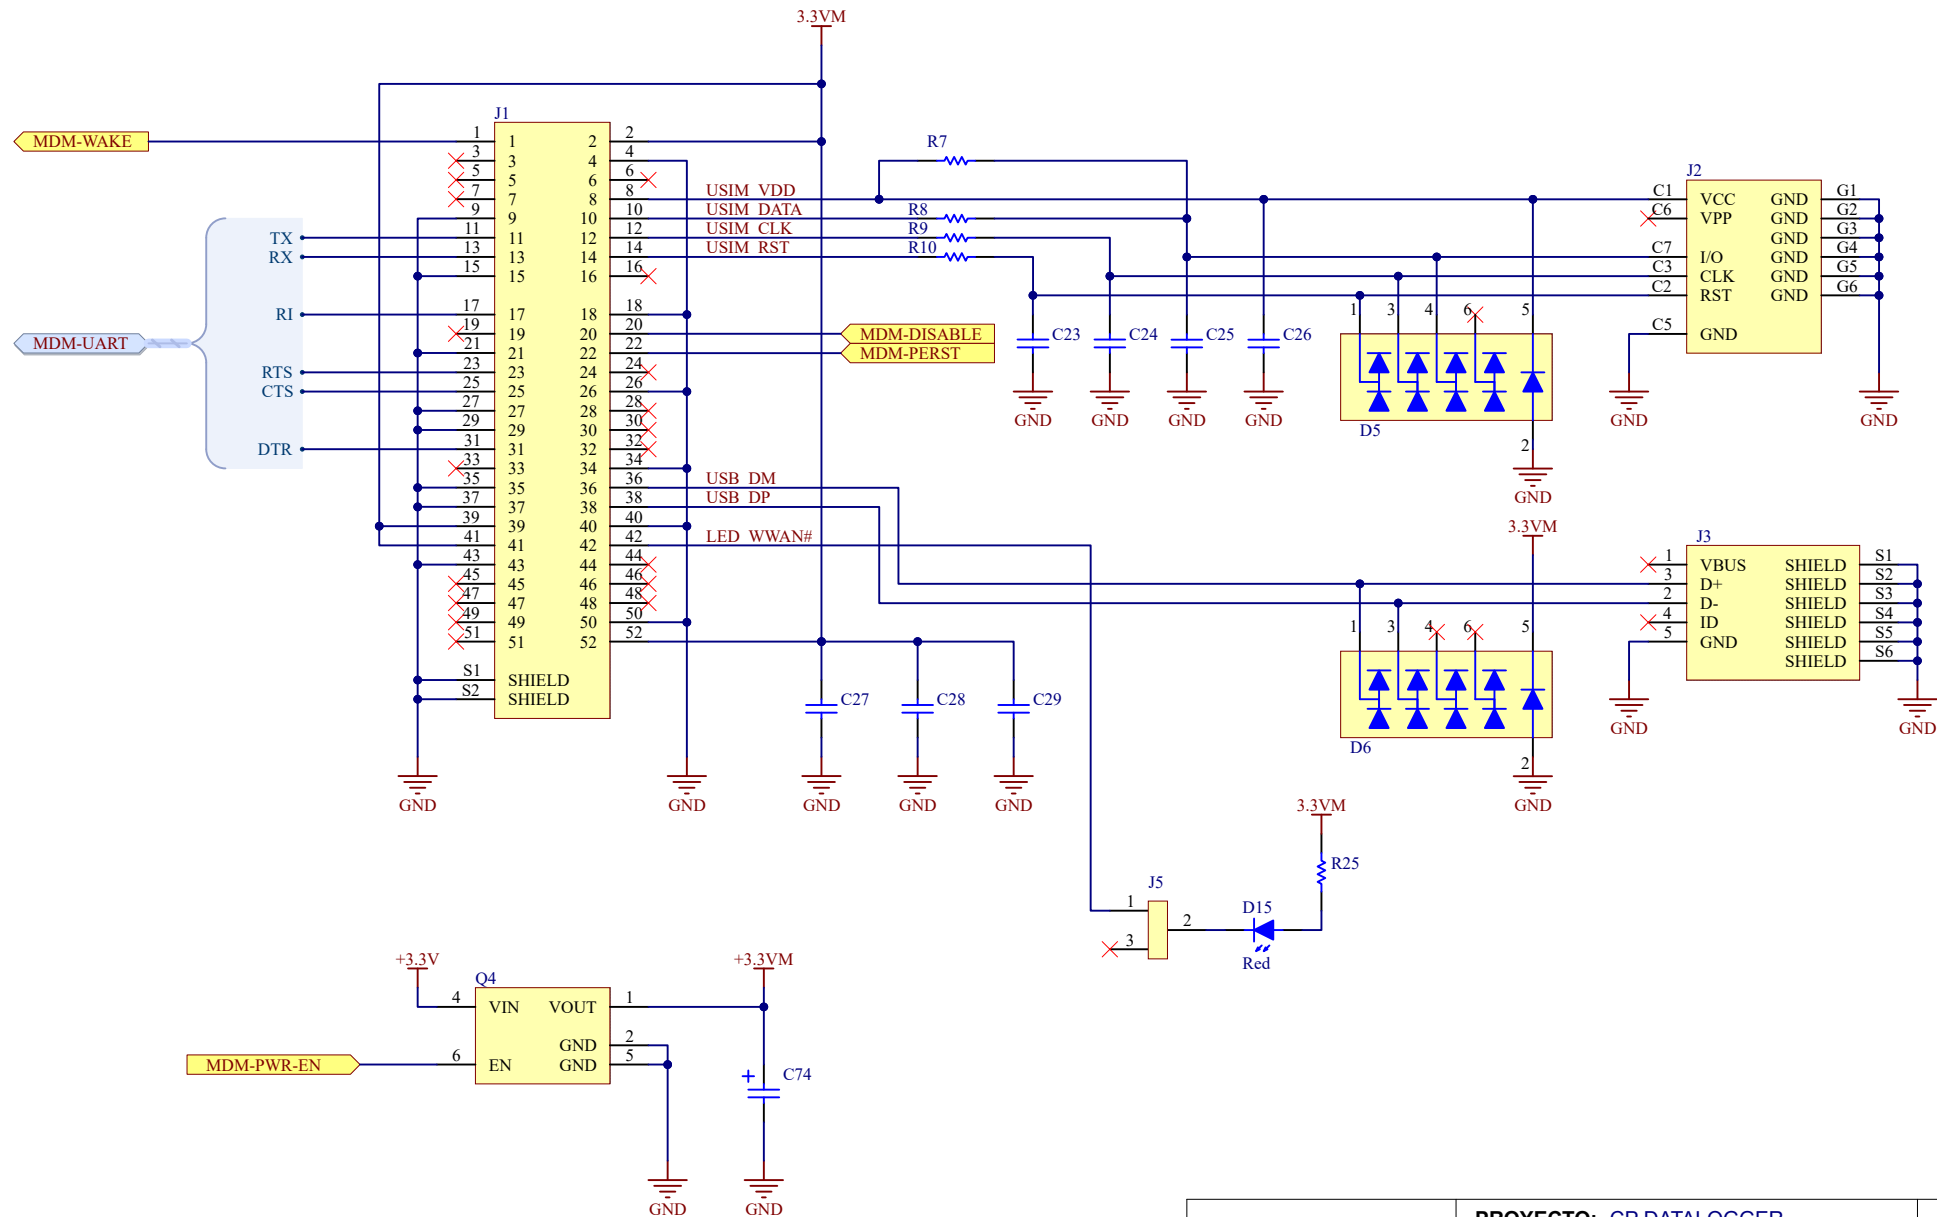 3.3VM
J1
MDM-WAKE
1 1 2 2
3 3 4 4
5 5 6 6
7 7 8 8 USIM_VDD
9 9 10 10 USIM_DATA
TX 11 11 12 12 USIM_CLK
RX 13 13 14 14 USIM_RST
15 15 16 16
RI 17 17 18 18
19 19 20 20 MDM-DISABLE
MDM-UART
21 21 22 22 MDM-PERST
RTS 23 23 24 24
CTS 25 25 26 26
27 27 28 28
29 29 30 30
DTR 31 31 32 32
33 33 34 34
35 35 36 36 USB_DM
37 37 38 38 USB_DP
39 39 40 40
41 41 42 42 LED_WWAN#
43 43 44 44
45 45 46 46
47 47 48 48
49 49 50 50
51 51 52 52
S1 SHIELD
S2 SHIELD
GND
GND
R7
R8
R9
R10
C23 C24 C25 C26
GND GND GND GND
1 3 4 6 5
D5
2
GND
J2
C1 VCC GND G1
C6 VPP GND G2
GND G3
C7 I/O GND G4
C3 CLK GND G5
C2 RST GND G6
C5 GND
GND
GND
3.3VM
1 3 4 6 5
D6
2
GND
J3
1 VBUS SHIELD S1
3 D+ SHIELD S2
2 D- SHIELD S3
4 ID SHIELD S4
5 GND SHIELD S5
SHIELD S6
GND
GND
C27 C28 C29
GND GND GND
3.3VM
R25
J5
1
2
3
D15
Red
+3.3V
Q4
+3.3VM
4 VIN VOUT 1
GND 2
MDM-PWR-EN 6 EN GND 5
C74
+
GND
GND
PROYECTO: CR DATALOGGER